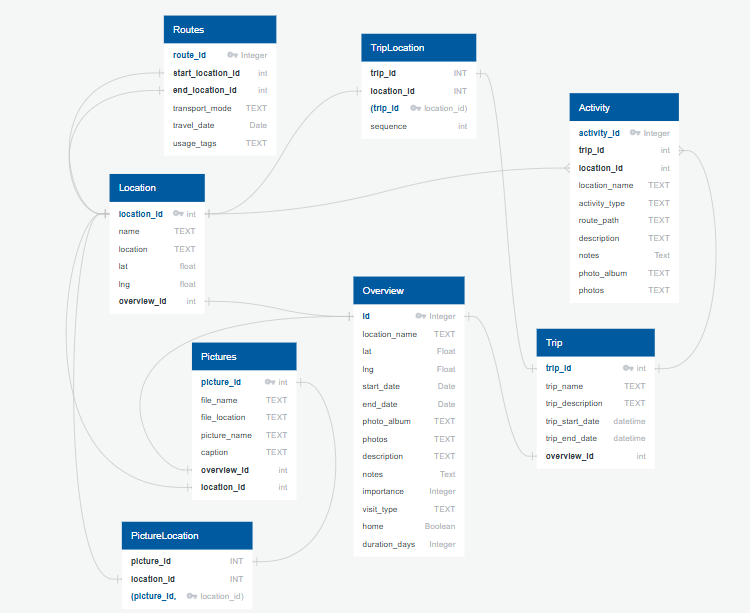 Routes
route_id Integer
start_location_id int
end_location_id int
transport_mode TEXT
travel_date Date
usage_tags TEXT
TripLocation
trip_id INT
location_id INT
(trip_id location_id)
sequence int
Activity
activity_id Integer
trip_id int
location_id int
location_name TEXT
activity_type TEXT
route_path TEXT
description TEXT
notes Text
photo_album TEXT
photos TEXT
Location
location_id int
name TEXT
location TEXT
lat float
lng float
overview_id int
Overview
id Integer
location_name TEXT
lat Float
lng Float
start_date Date
end_date Date
photo_album TEXT
photos TEXT
description TEXT
notes Text
importance Integer
visit_type TEXT
home Boolean
duration_days Integer
Trip
trip_id int
trip_name TEXT
trip_description TEXT
trip_start_date datetime
trip_end_date datetime
overview_id int
Pictures
picture_id int
file_name TEXT
file_location TEXT
picture_name TEXT
caption TEXT
overview_id int
location_id int
PictureLocation
picture_id INT
location_id INT
(picture_id, location_id)